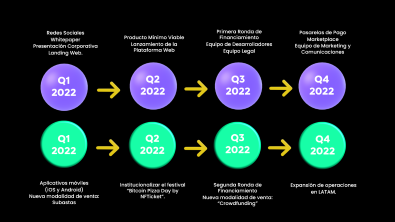 Redes Sociales
Whitepaper
Presentación Corporativa
Landing Web.
Producto Mínimo Viable
Lanzamiento de la
Plataforma Web
Primera Ronda de
Financiamiento
Equipo de Desarrolladores
Equipo Legal
Pasarelas de Pago
Marketplace
Equipo de Marketing y
Comunicaciones
Q1
2022
Q2
2022
Q3
2022
Q4
2022
Q1
2022
Q2
2022
Q3
2022
Q4
2022
Aplicativos móviles
(iOS y Android)
Nueva modalidad de venta:
Subastas
Institucionalizar el festival
"Bitcoin Pizza Day by
NFTicket".
Segunda Ronda de
Financiamiento
Nueva modalidad de venta:
"Crowdfunding"
Expansión de operaciones
en LATAM.